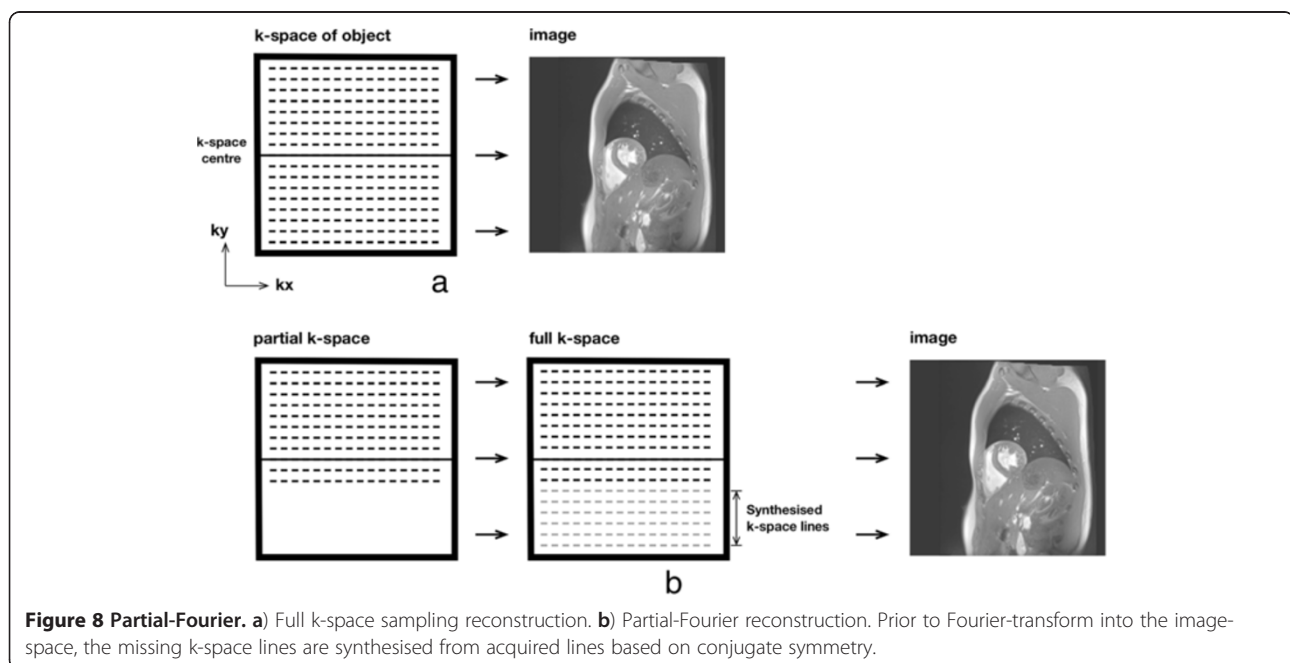 k-space of object
image
k-space
centre
ky
kx
a
partial k-space
full k-space
image
Synthesised
k-space lines
b
Figure 8 Partial-Fourier. a) Full k-space sampling reconstruction. b) Partial-Fourier reconstruction. Prior to Fourier-transform into the image-
space, the missing k-space lines are synthesised from acquired lines based on conjugate symmetry.